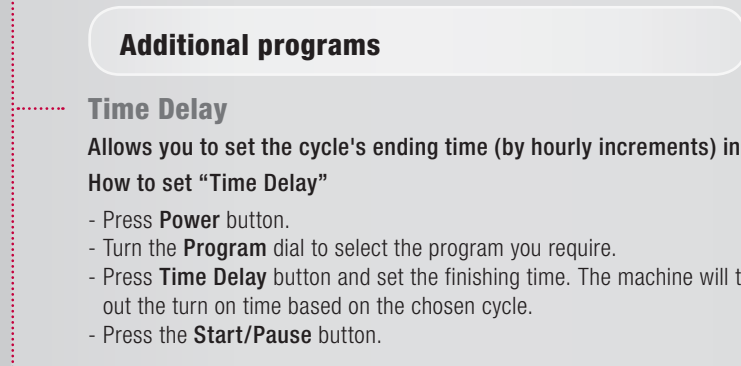 Additional programs
Time Delay
Allows you to set the cycle's ending time (by hourly increments) in
How to set “Time Delay”
- Press Power button.
- Turn the Program dial to select the program you require.
- Press Time Delay button and set the finishing time. The machine will
out the turn on time based on the chosen cycle.
- Press the Start/Pause button.